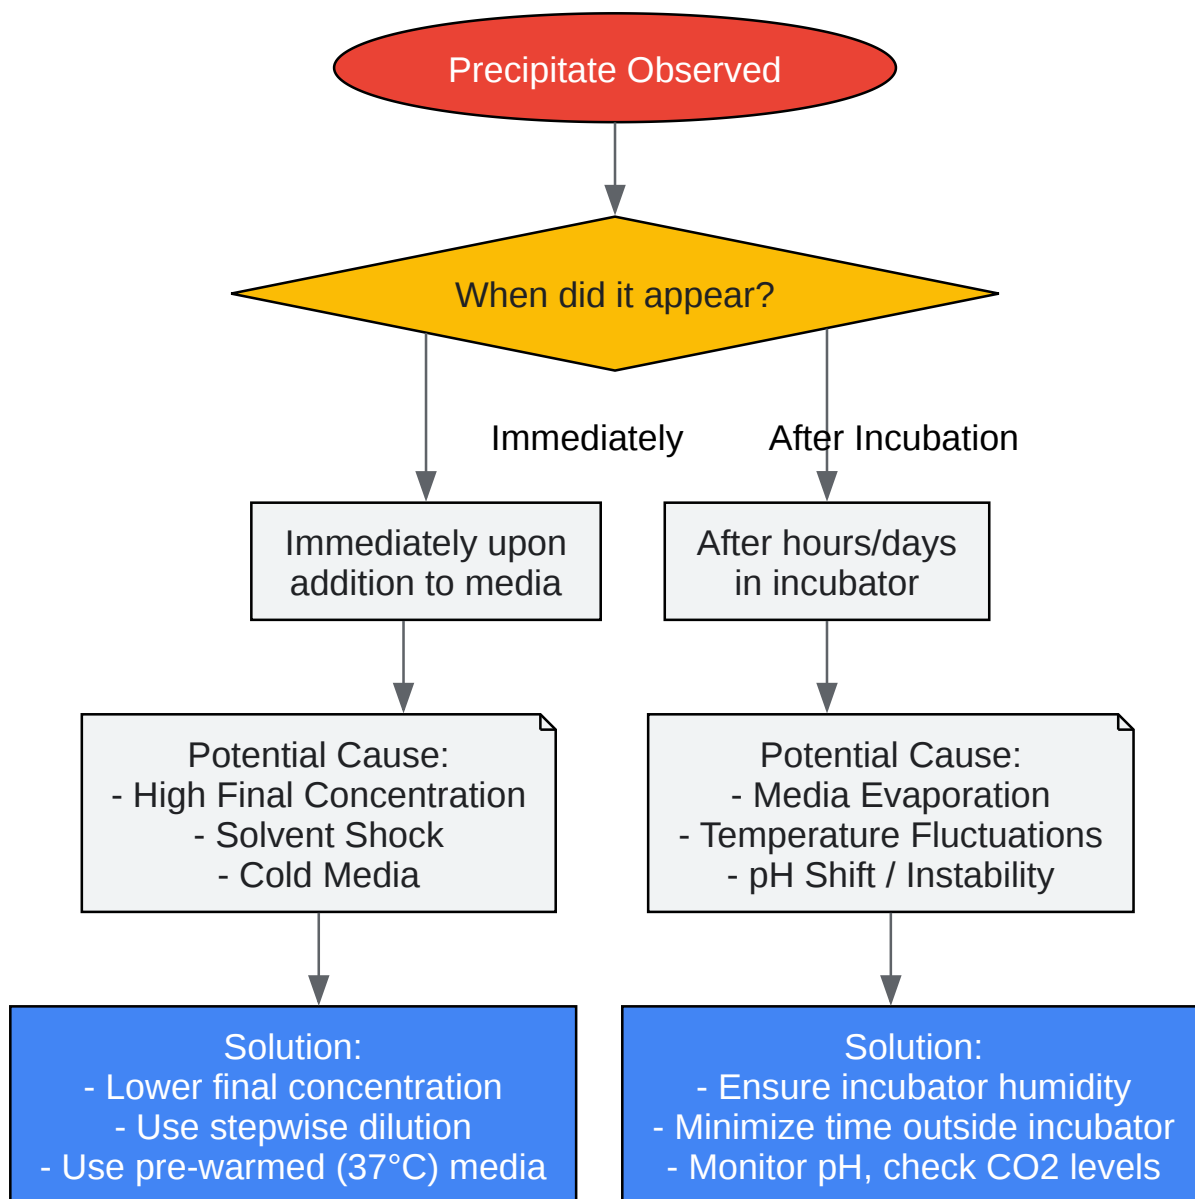 Precipitate Observed
When did it appear?
Immediately
After Incubation
Immediately upon
addition to media
After hours/days
in incubator
Potential Cause:
- High Final Concentration
- Solvent Shock
- Cold Media
Potential Cause:
- Media Evaporation
- Temperature Fluctuations
- pH Shift / Instability
Solution:
- Lower final concentration
- Use stepwise dilution
- Use pre-warmed (37°C) media
Solution:
- Ensure incubator humidity
- Minimize time outside incubator
- Monitor pH, check CO2 levels